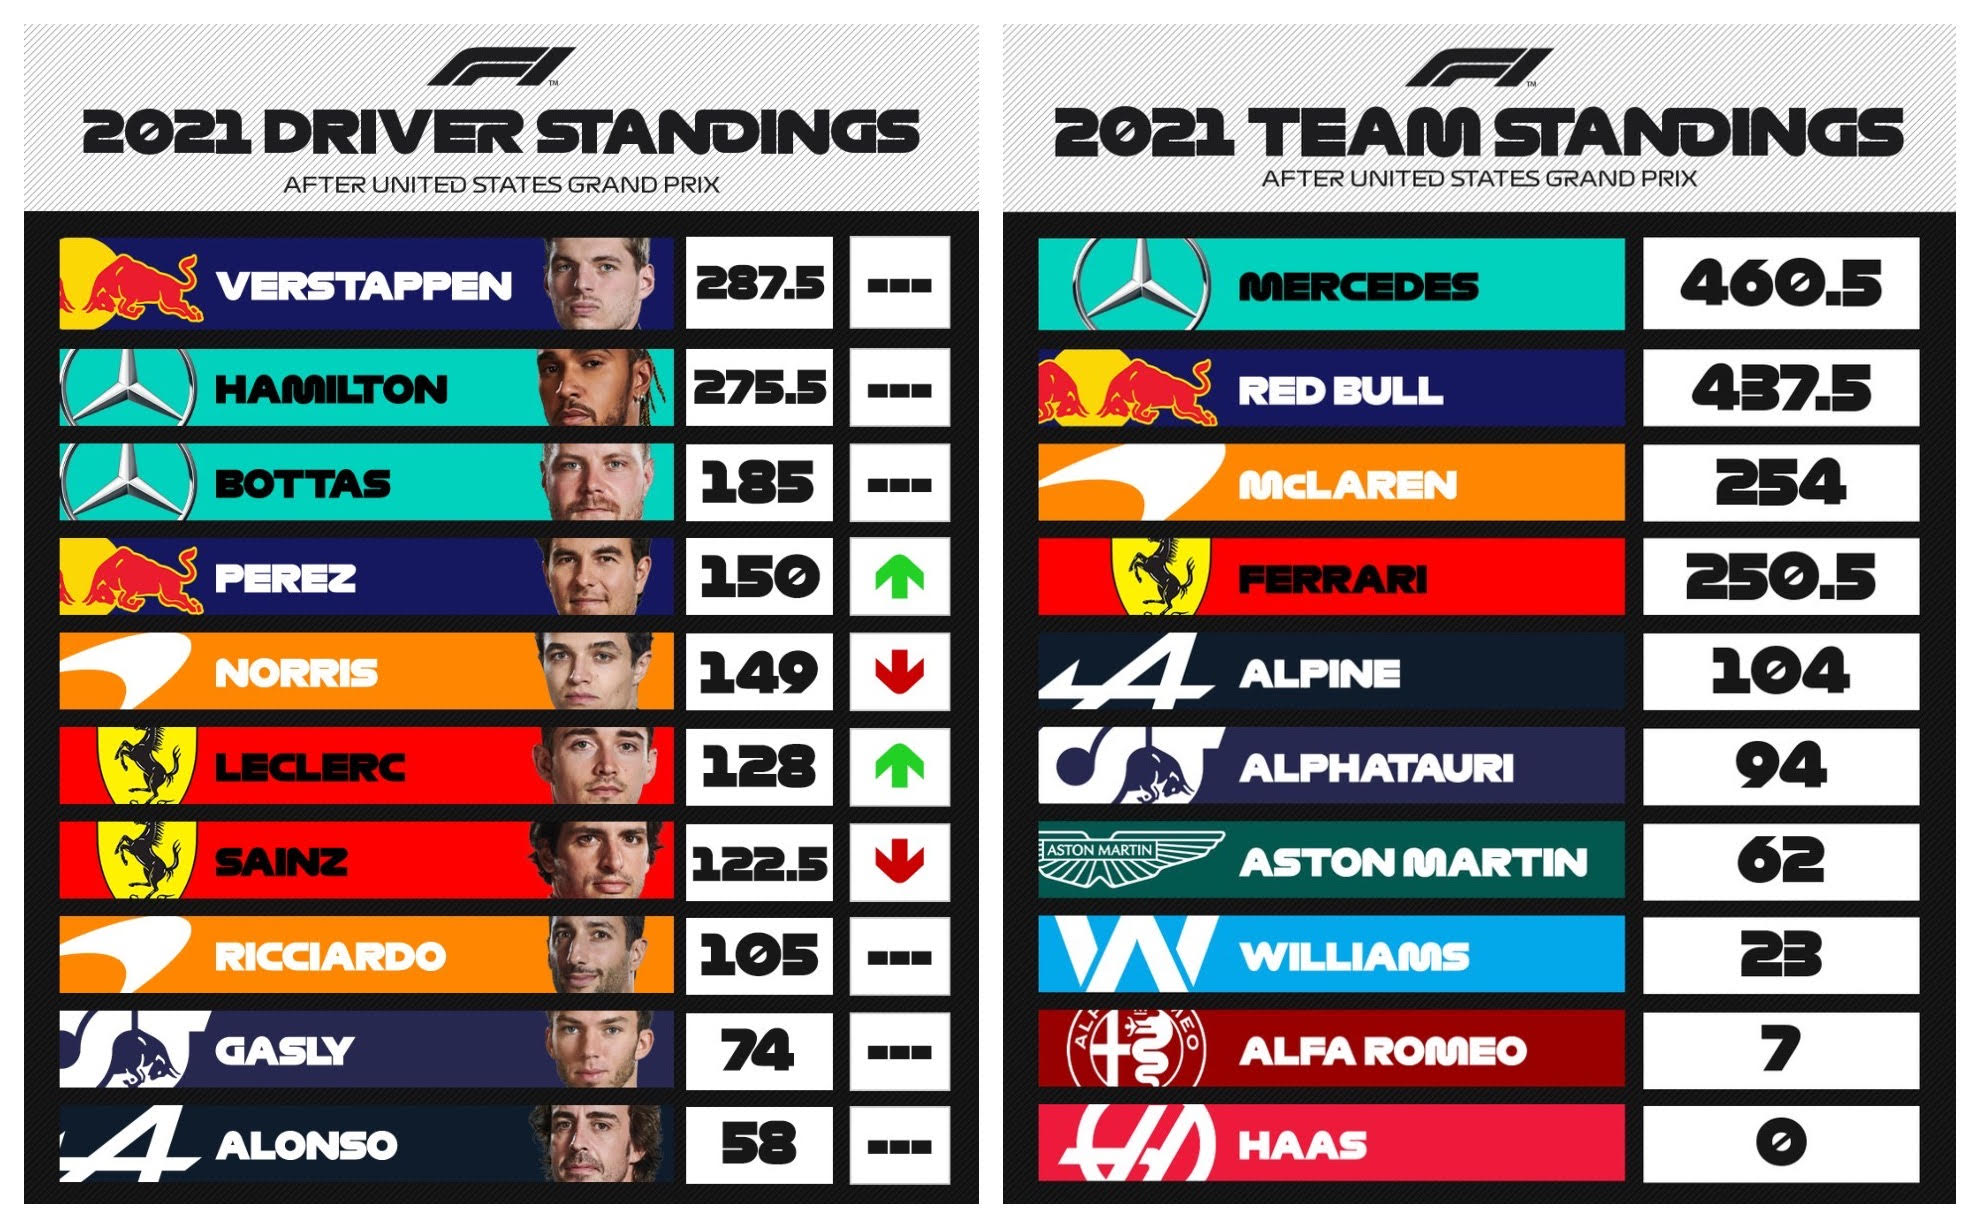 2021 DRIVER STANDINGS
AFTER UNITED STATES GRAND PRIX
VERSTAPPEN 287.5 ---
HAMILTON 275.5 ---
BOTTAS 185 ---
PEREZ 150
NORRIS 149
LECLERC 128
SAINZ 122.5
RICCIARDO 105 ---
GASLY 74 ---
ALONSO 58 ---
2021 TEAM STANDINGS
AFTER UNITED STATES GRAND PRIX
MERCEDES 460.5
RED BULL 437.5
McLAREN 254
FERRARI 250.5
ALPINE 104
ALPHATAURI 94
ASTON MARTIN ASTON MARTIN 62
WILLIAMS 23
ALFA ROMEO 7
HAAS 0